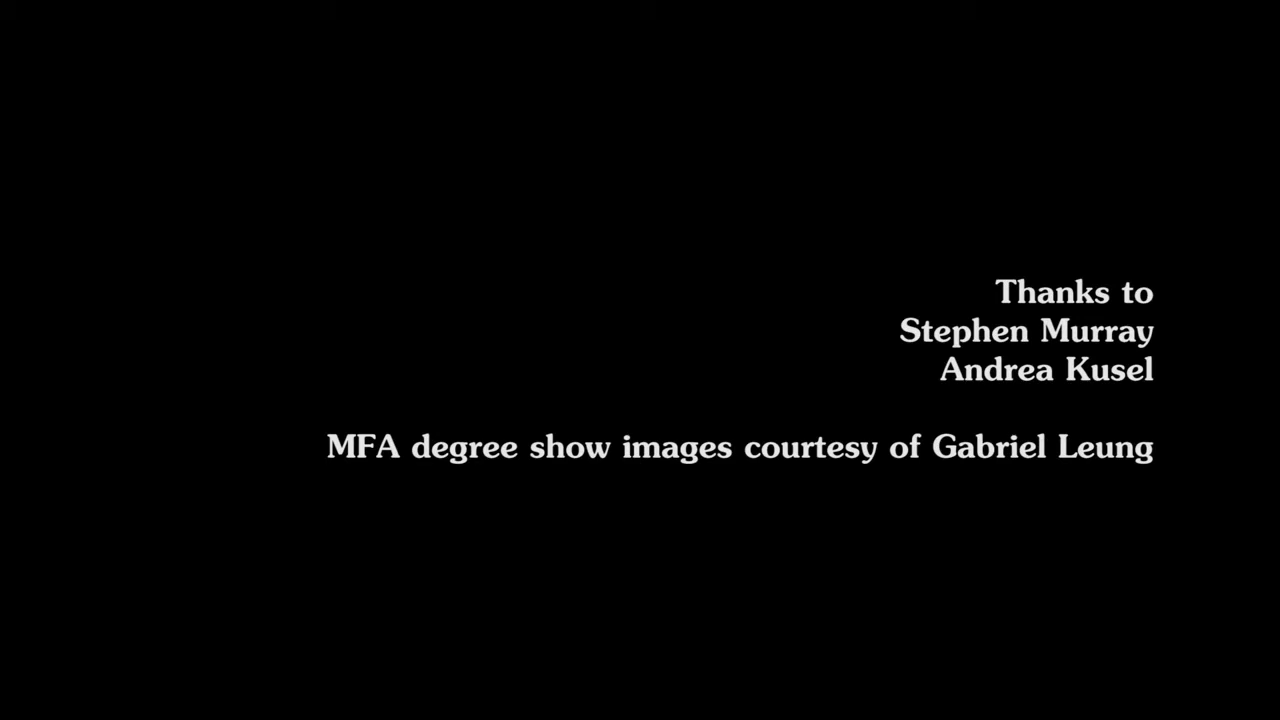 Thanks to
Stephen Murray
Andrea Kusel
MFA degree show images courtesy of Gabriel Leung